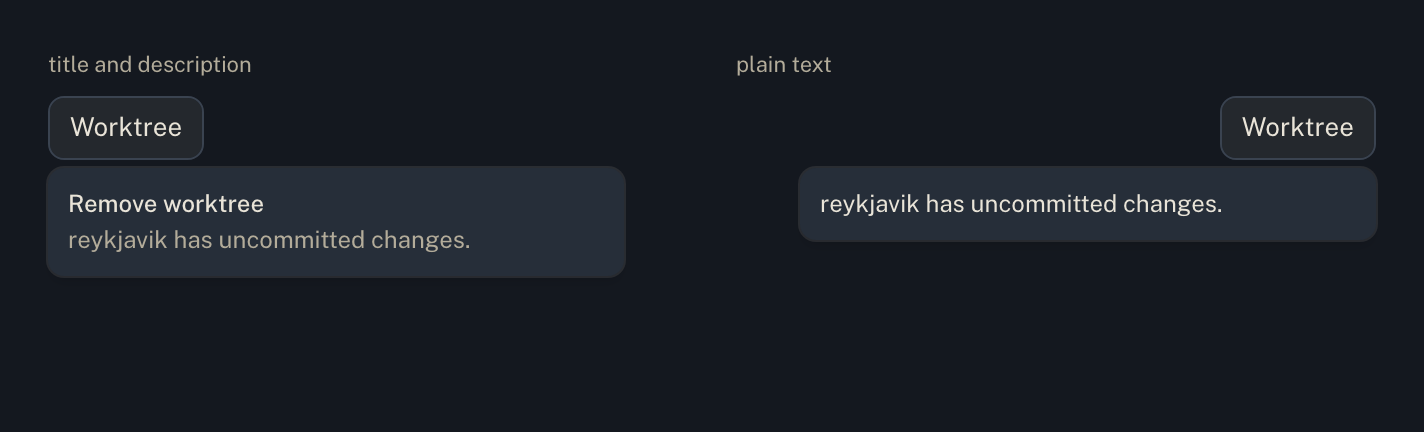 title and description
Worktree
Remove worktree
reykjavik has uncommitted changes.
plain text
Worktree
reykjavik has uncommitted changes.